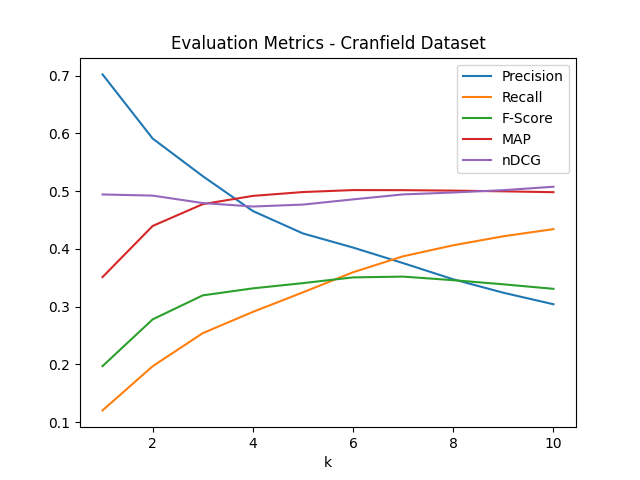 Evaluation Metrics - Cranfield Dataset
0.7
0.6
0.5
0.4
0.3
0.2
0.1
Precision
Recall
F-Score
MAP
nDCG
2 4 6 8 10
k